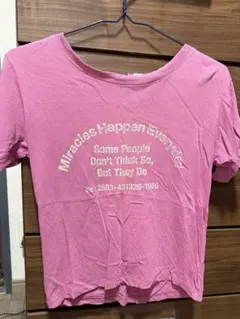 Miracles Happen Everyday
Some People
Don't Think So,
But They Do